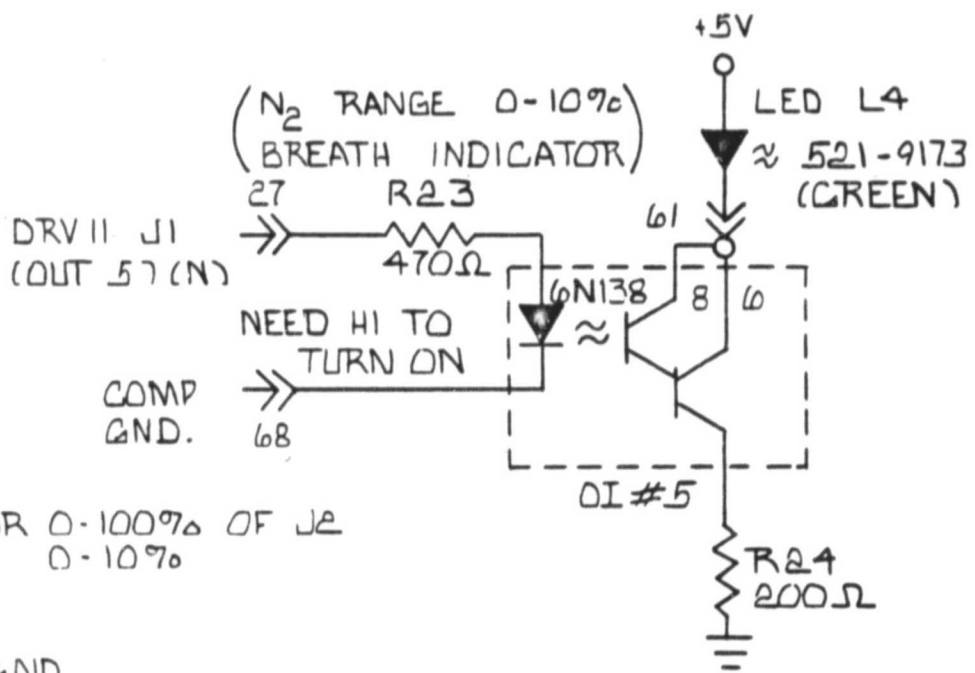 +5V
(N₂ RANGE 0-10%
BREATH INDICATOR)
LED L4
≈ 521-9173
(GREEN)
27
R23
61
DRV11 J1
(OUT 57(N)
470Ω
6N138
8
6
NEED HI TO
TURN ON
≈
COMP
GND.
68
OI #5
R 0-100% OF J2
0-10%
R24
200Ω
GND